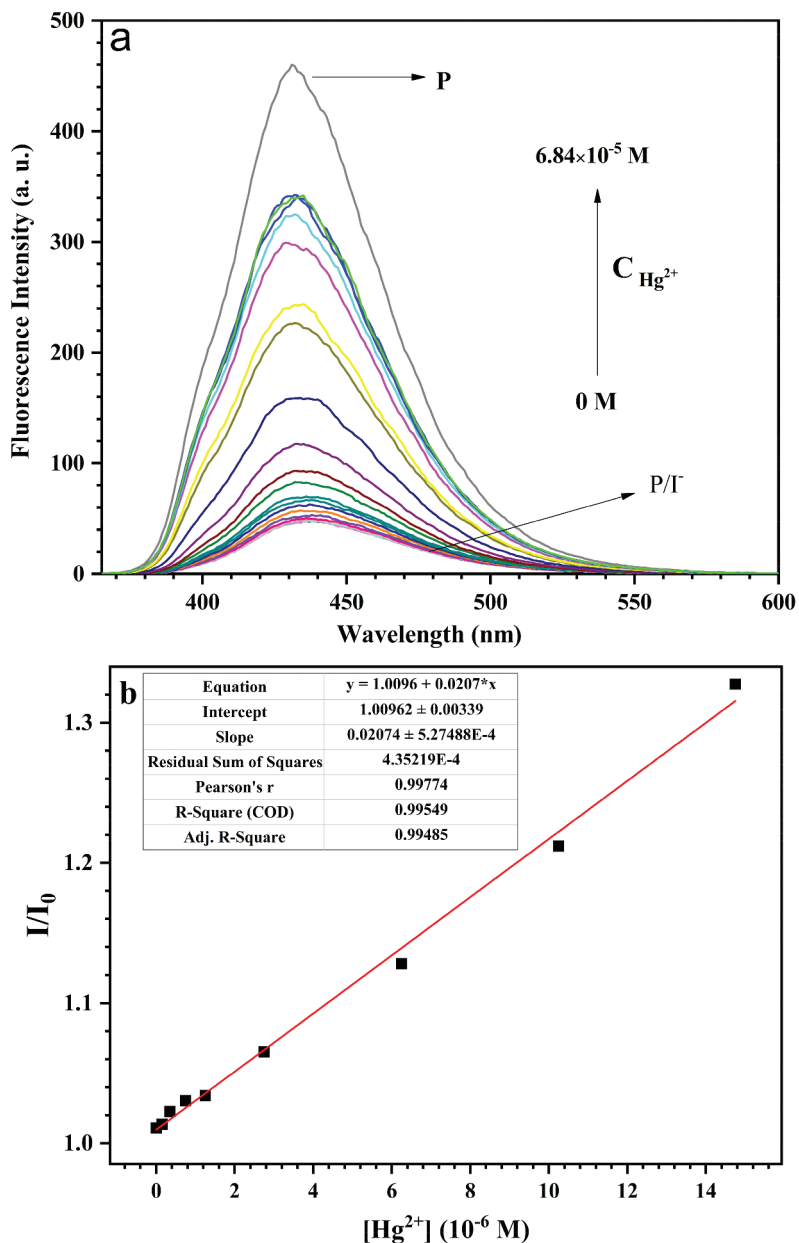 a
500
400
300
200
100
0
Fluorescence Intensity (a. u.)
P
6.84×10⁻⁵ M
C Hg²⁺
0 M
P/I⁻
400 450 500 550 600
Wavelength (nm)
b
Equation y = 1.0096 + 0.0207*x
Intercept 1.00962 ± 0.00339
Slope 0.02074 ± 5.27488E-4
Residual Sum of Squares 4.35219E-4
Pearson's r 0.99774
R-Square (COD) 0.99549
Adj. R-Square 0.99485
1.3
1.2
1.1
1.0
I/I₀
0 2 4 6 8 10 12 14
[Hg²⁺] (10⁻⁶ M)